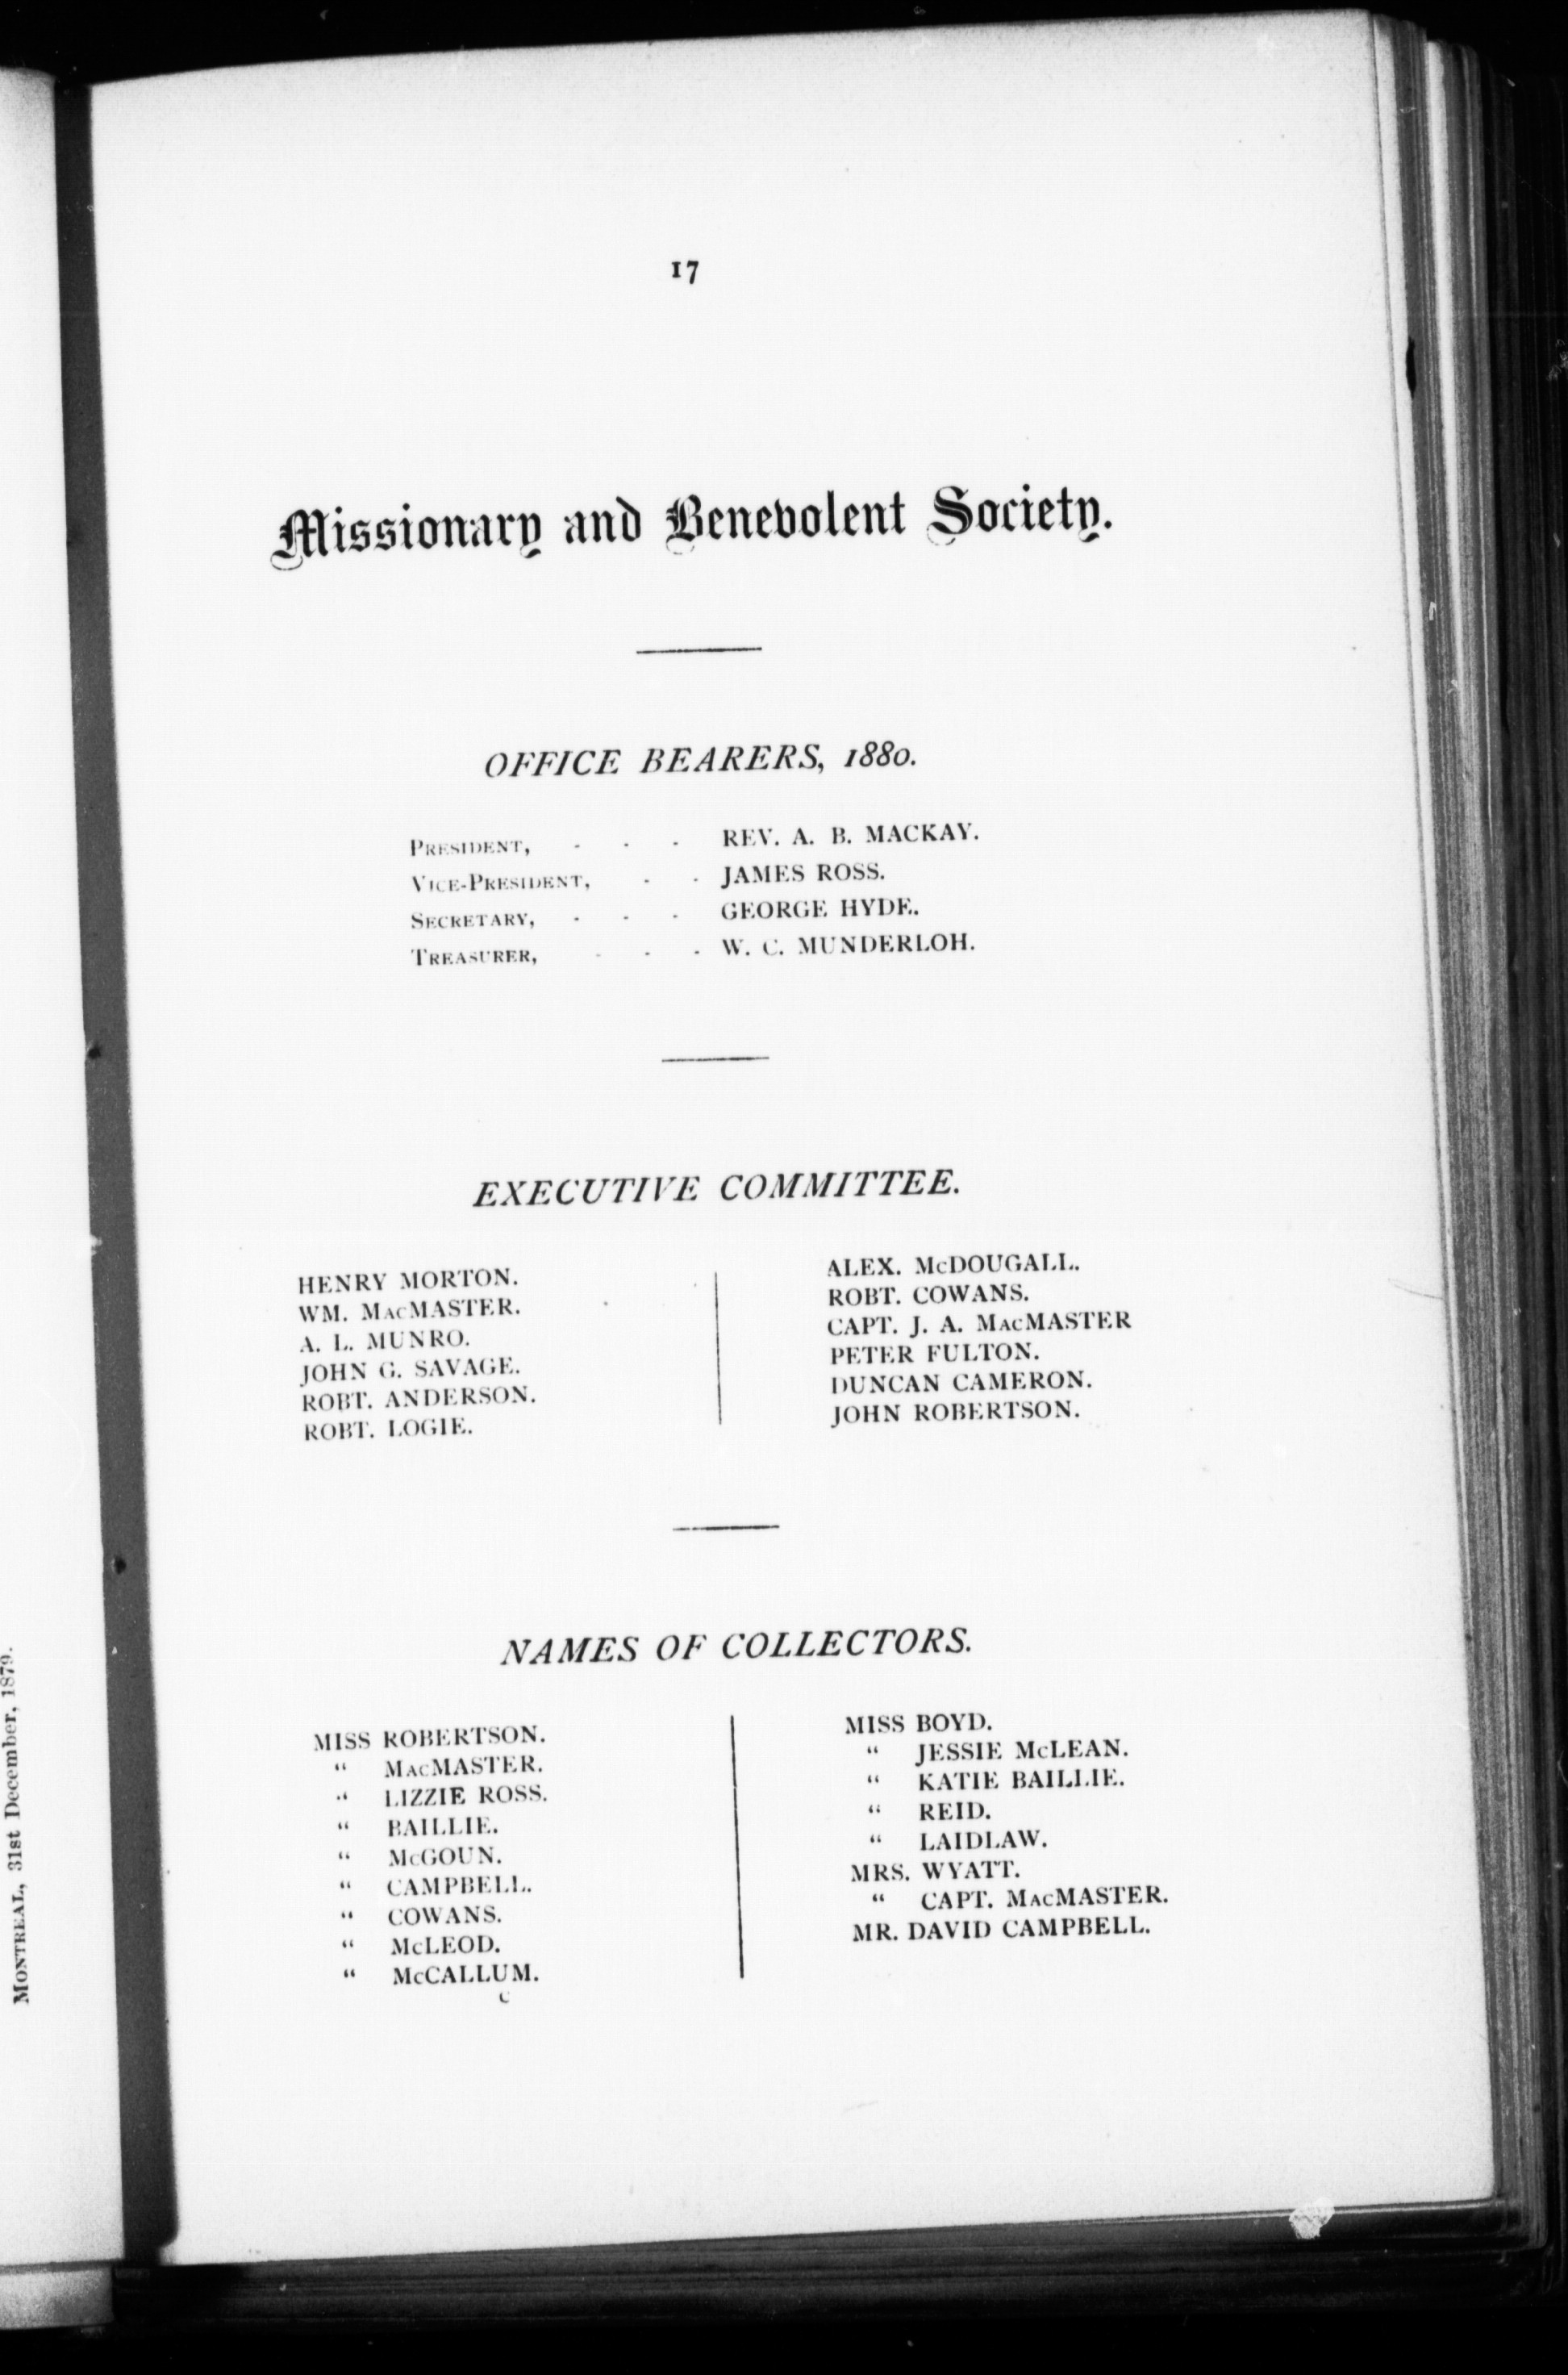 17
Missionary and Benevolent Society.
OFFICE BEARERS, 1880.
PRESIDENT, - - - REV. A. B. MACKAY.
VICE-PRESIDENT, - - JAMES ROSS.
SECRETARY, - - - GEORGE HYDE.
TREASURER, - - - W. C. MUNDERLOH.
EXECUTIVE COMMITTEE.
HENRY MORTON.
WM. MACMASTER.
A. L. MUNRO.
JOHN G. SAVAGE.
ROBT. ANDERSON.
ROBT. LOGIE.
ALEX. McDOUGALL.
ROBT. COWANS.
CAPT. J. A. MACMASTER
PETER FULTON.
DUNCAN CAMERON.
JOHN ROBERTSON.
NAMES OF COLLECTORS.
MISS ROBERTSON.
“ MACMASTER.
“ LIZZIE ROSS.
“ BAILLIE.
“ McGOUN.
“ CAMPBELL.
“ COWANS.
“ McLEOD.
“ McCALLUM.
C
MISS BOYD.
“ JESSIE McLEAN.
“ KATIE BAILLIE.
“ REID.
“ LAIDLAW.
MRS. WYATT.
“ CAPT. MACMASTER.
MR. DAVID CAMPBELL.
MONTREAL, 31st December, 1879.